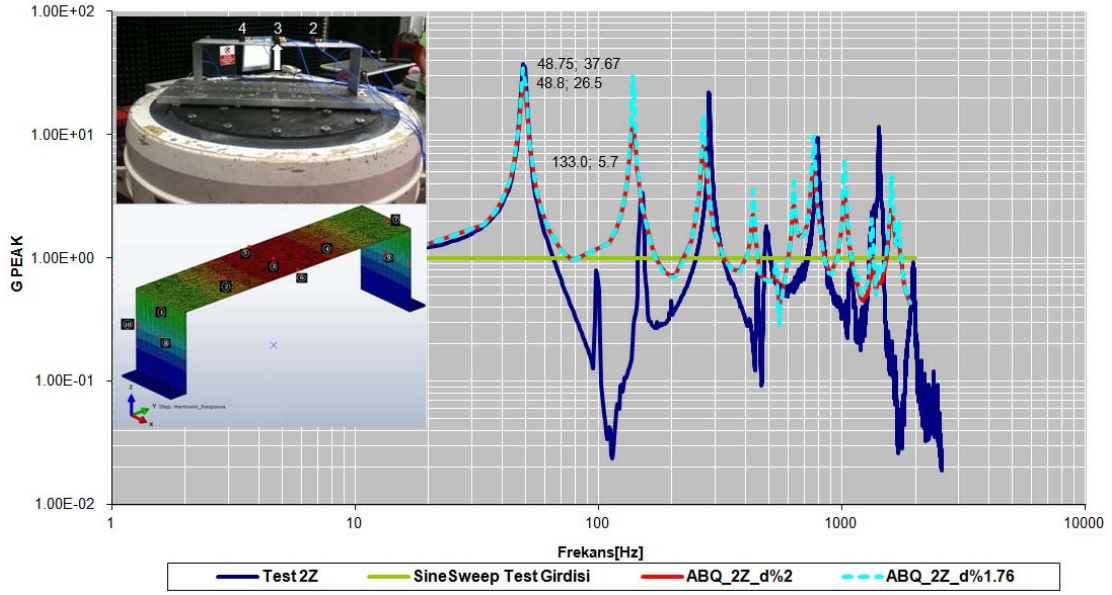 1.00E+02
1.00E+01
1.00E+00
1.00E-01
1.00E-02
G PEAK
4 3 2
48.75; 37.67
48.8; 26.5
133.0; 5.7
Z
Y
X
Step: Harmonic_Response
1 10 100 1000 10000
Frekans[Hz]
Test 2Z SineSweep Test Girdisi ABQ_2Z_d%2 ABQ_2Z_d%1.76